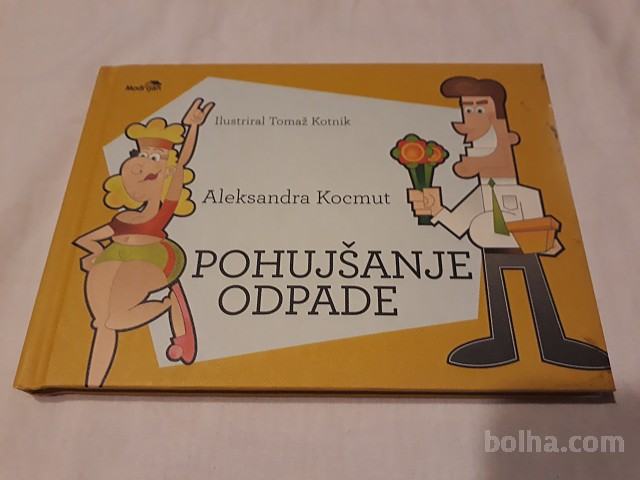 Modrijan
Ilustriral Tomaž Kotnik
Aleksandra Kocmut
POHUJŠANJE
ODPADE
bolha.com